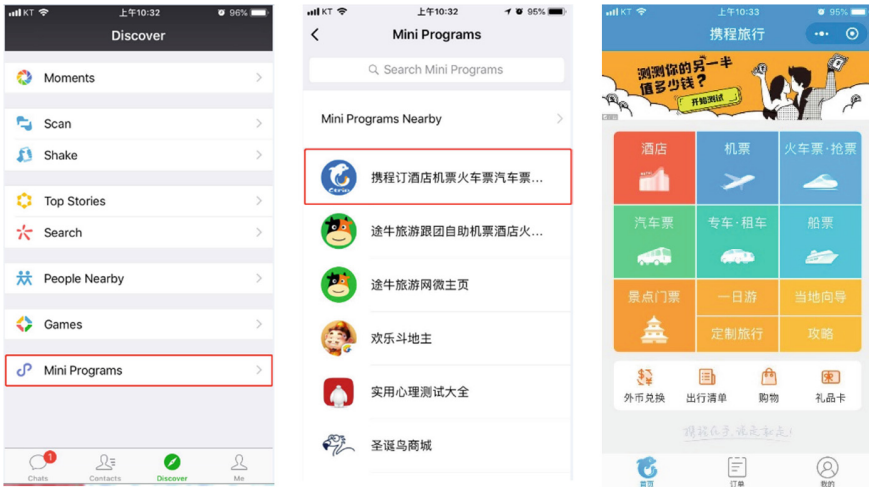 KT 上午10:32 96%
Discover
Moments
Scan
Shake
Top Stories
Search
People Nearby
Games
Mini Programs
1
Chats Contacts Discover Me
KT 上午10:32 95%
Mini Programs
Search Mini Programs
Mini Programs Nearby
Ctrip
携程订酒店机票火车票汽车票...
途牛旅游跟团自助机票酒店火...
途牛旅游网微主页
欢乐斗地主
实用心理测试大全
圣诞鸟商城
KT 上午10:33 95%
携程旅行
测测你的另一半
值多少钱?
开始测试
酒店 机票 火车票·抢票
汽车票 专车·租车 船票
景点门票 一日游 当地向导
定制旅行 攻略
外币兑换 出行清单 购物 礼品卡
携程在手 说走就走!
首页 订单 我的